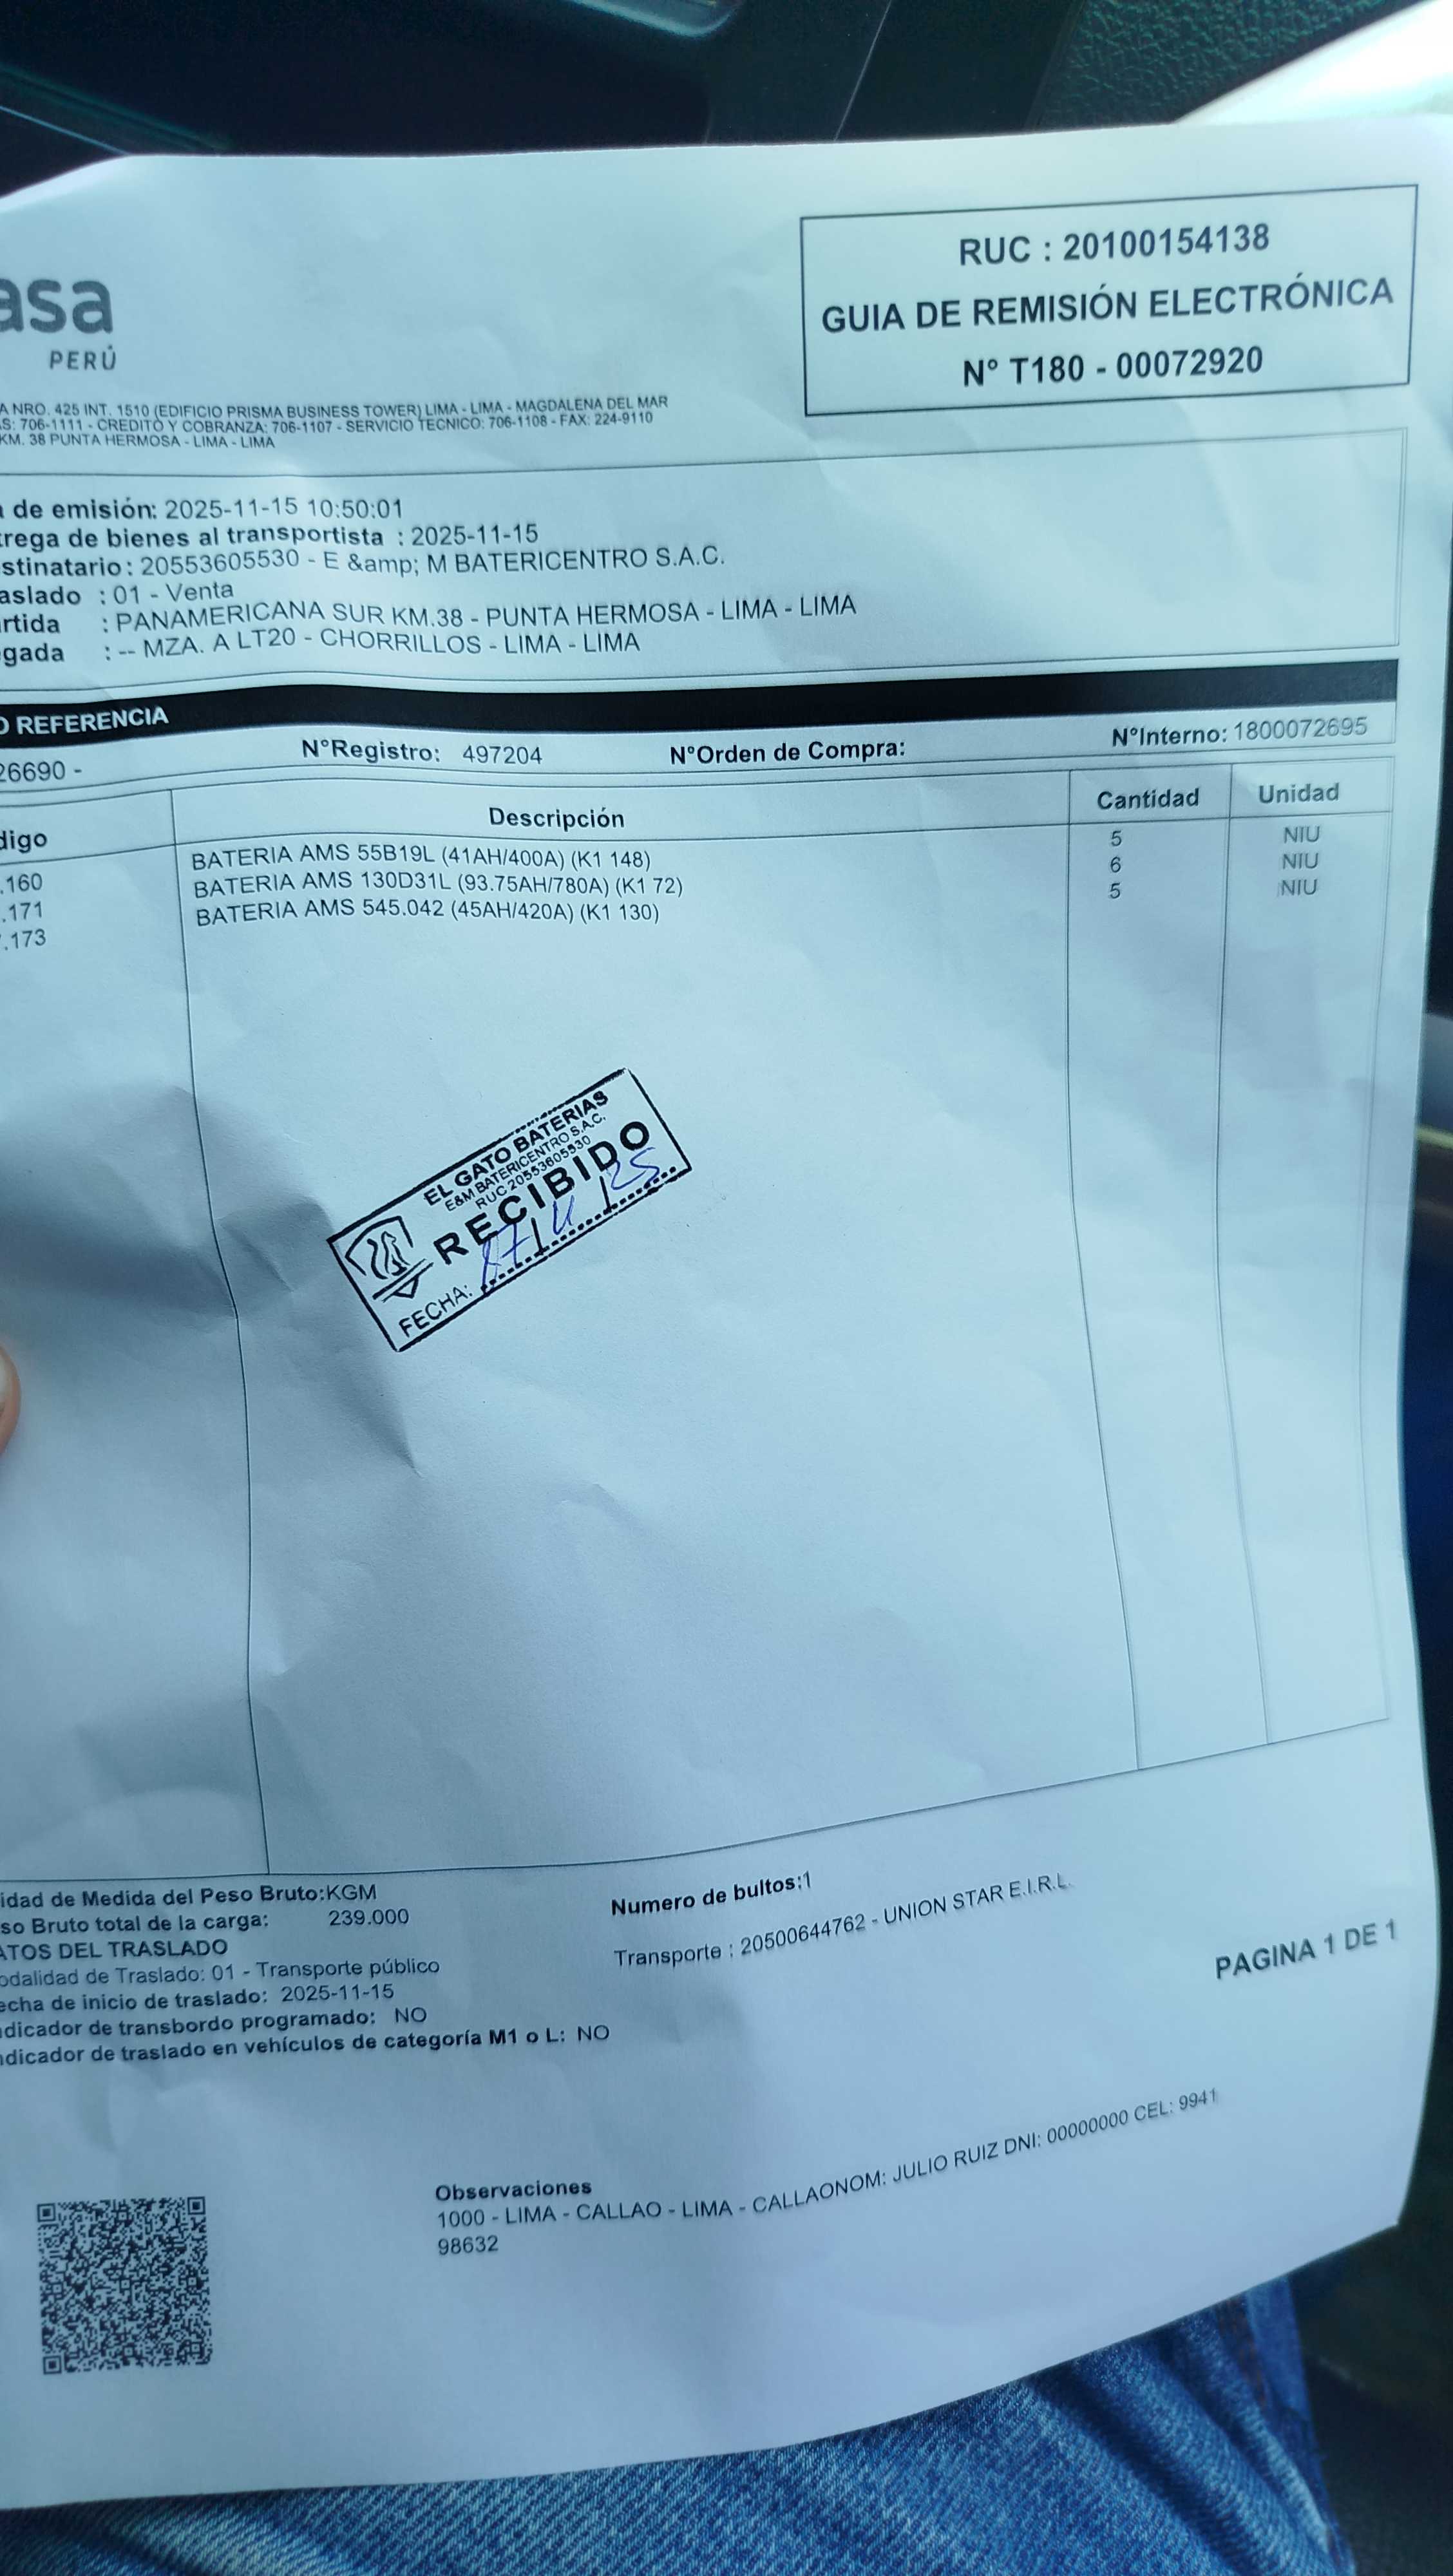 asa
PERÚ
RUC : 20100154138
GUIA DE REMISIÓN ELECTRÓNICA
N° T180 - 00072920
A NRO. 425 INT. 1510 (EDIFICIO PRISMA BUSINESS TOWER) LIMA - LIMA - MAGDALENA DEL MAR
S: 706-1111 - CREDITO Y COBRANZA: 706-1107 - SERVICIO TECNICO: 706-1108 - FAX: 224-9110
KM. 38 PUNTA HERMOSA - LIMA - LIMA
de emisión: 2025-11-15 10:50:01
trega de bienes al transportista : 2025-11-15
stinatario : 20553605530 - E &amp; M BATERICENTRO S.A.C.
aslado : 01 - Venta
rtida : PANAMERICANA SUR KM.38 - PUNTA HERMOSA - LIMA - LIMA
gada : -- MZA. A LT20 - CHORRILLOS - LIMA - LIMA
O REFERENCIA
26690 - N°Registro: 497204 N°Orden de Compra: N°Interno: 1800072695
digo Descripción Cantidad Unidad
.160 BATERIA AMS 55B19L (41AH/400A) (K1 148) 5 NIU
.171 BATERIA AMS 130D31L (93.75AH/780A) (K1 72) 6 NIU
.173 BATERIA AMS 545.042 (45AH/420A) (K1 130) 5 NIU
EL GATO BATERIAS
E&M BATERICENTRO S.A.C.
RUC 20553605530
RECIBIDO
FECHA: 17/11/25
idad de Medida del Peso Bruto:KGM
so Bruto total de la carga: 239.000
ATOS DEL TRASLADO
odalidad de Traslado: 01 - Transporte público
echa de inicio de traslado: 2025-11-15
ndicador de transbordo programado: NO
ndicador de traslado en vehículos de categoría M1 o L: NO
Numero de bultos:1
Transporte : 20500644762 - UNION STAR E.I.R.L.
PAGINA 1 DE 1
Observaciones
1000 - LIMA - CALLAO - LIMA - CALLAONOM: JULIO RUIZ DNI: 00000000 CEL: 9941
98632